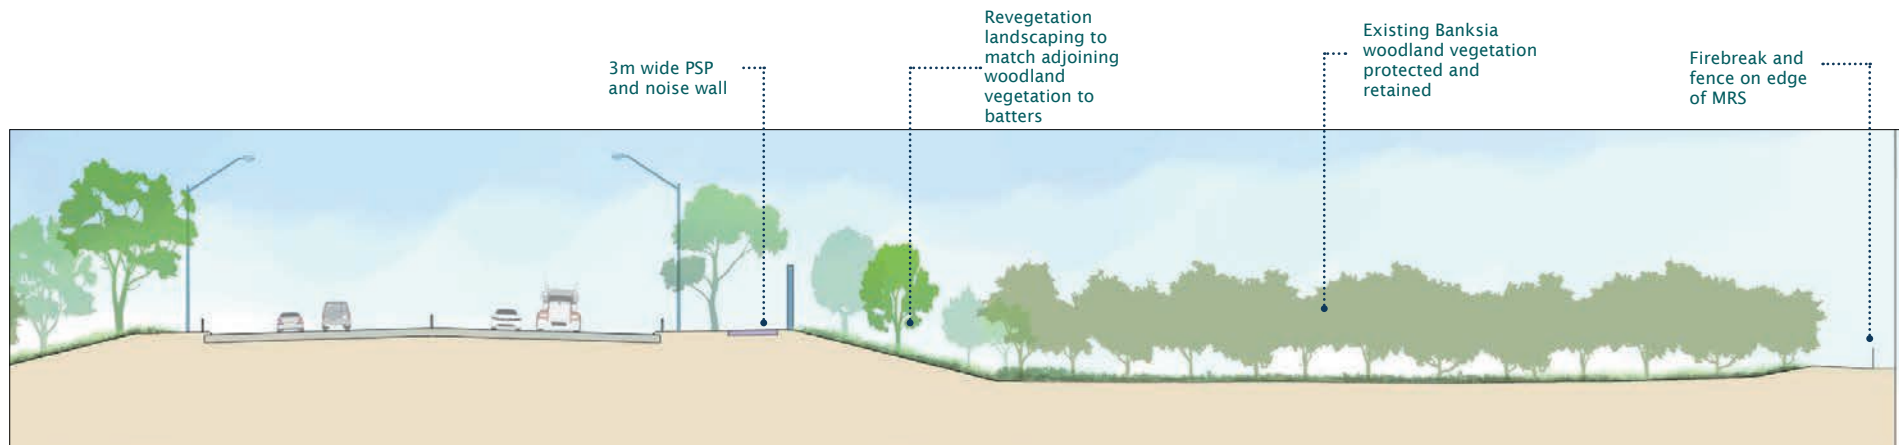 3m wide PSP
and noise wall
Revegetation
landscaping to
match adjoining
woodland
vegetation to
batters
Existing Banksia
woodland vegetation
protected and
retained
Firebreak and
fence on edge
of MRS